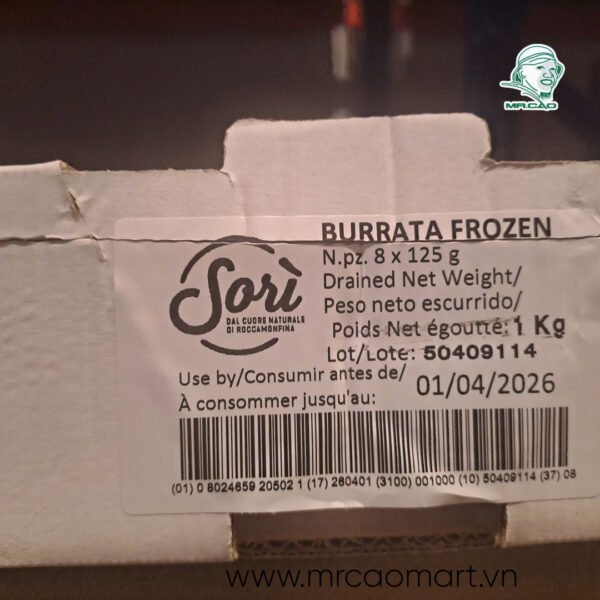 MR.CAO
BURRATA FROZEN
N.pz. 8 x 125 g
Drained Net Weight/
Peso neto escurrido/
Poids Net égoutté: 1 Kg
Lot/Lote: 50409114
Sorì
DAL CUORE NATURALE
DI ROCCAMONFINA
Use by/Consumir antes de/
À consommer jusqu'au: 01/04/2026
(01) 0 8024659 20502 1 (17) 260401 (3100) 001000 (10) 50409114 (37) 08
www.mrcaomart.vn